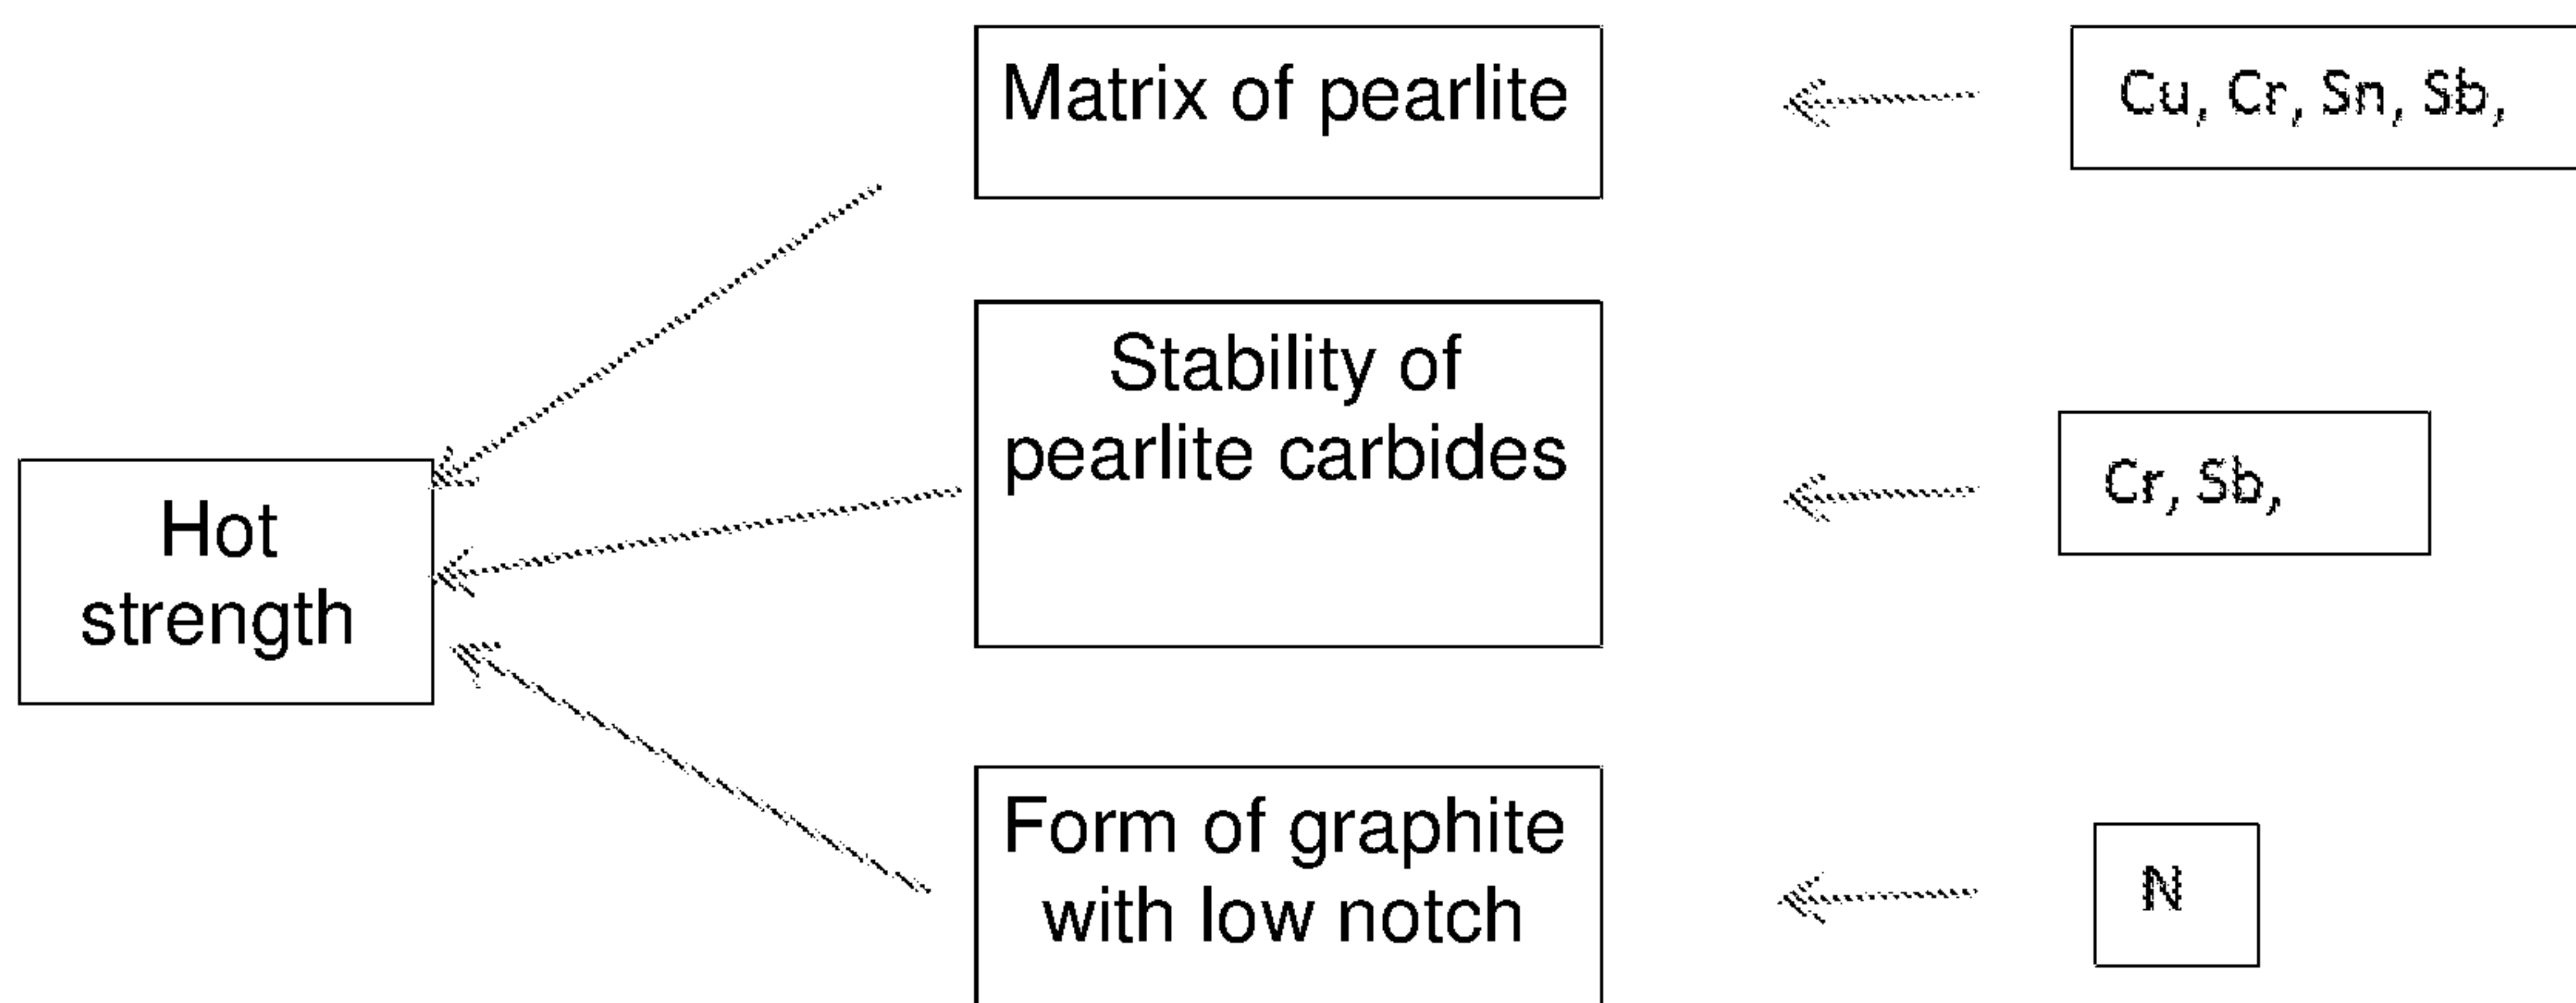 Matrix of pearlite
Cu, Cr, Sn, Sb,
Stability of
pearlite carbides
Cr, Sb,
Hot
strength
Form of graphite
with low notch
N